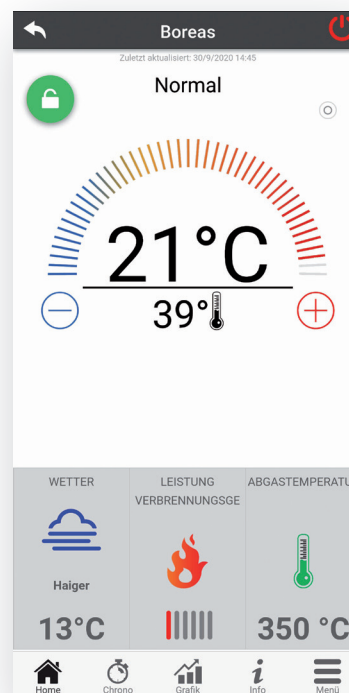 Boreas
Zuletzt aktualisiert: 30/9/2020 14:45
Normal
21°C
39°
WETTER
LEISTUNG
VERBRENNUNGSGE
ABGASTEMPERATU
Haiger
13°C
350 °C
Home
Chrono
Grafik
Info
Menü